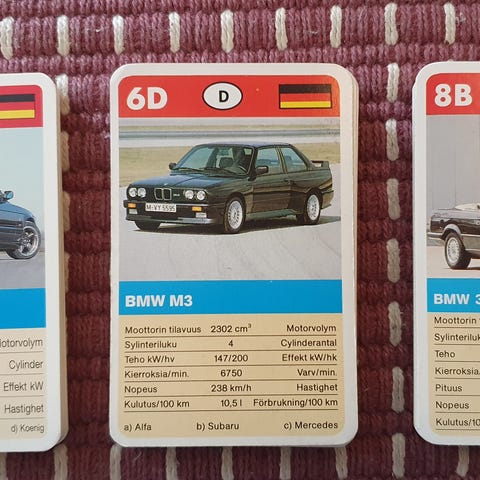 6D D
M·VY 5595
BMW M3
Moottorin tilavuus 2302 cm³ Motorvolym
Sylinteriluku 4 Cylinderantal
Teho kW/hv 147/200 Effekt kW/hk
Kierroksia/min. 6750 Varv/min.
Nopeus 238 km/h Hastighet
Kulutus/100 km 10,5 l Förbrukning/100 km
a) Alfa b) Subaru c) Mercedes
otorvolym
Cylinder
Effekt kW
Hastighet
d) Koenig
8B
BMW 3
Moottorin
Sylinteriluku
Teho
Kierroksia/
Pituus
Nopeus
Kulutus/100
a) Alfa